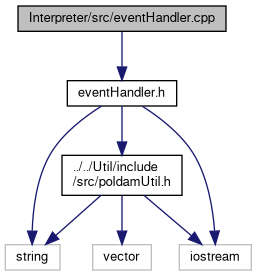 Interpreter/src/eventHandler.cpp
eventHandler.h
../../Util/include
/src/poldamUtil.h
string
vector
iostream